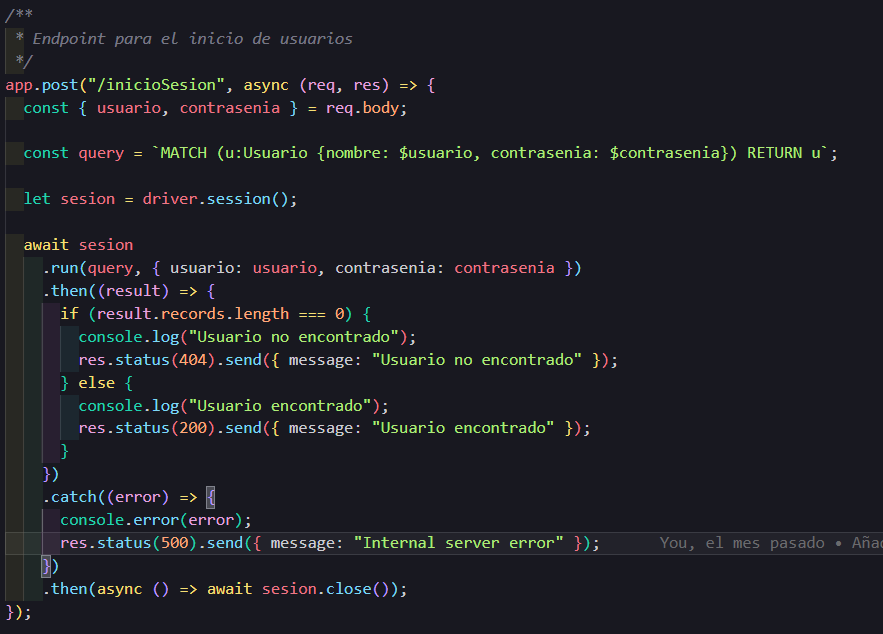 /**
 * Endpoint para el inicio de usuarios
 */
app.post("/inicioSesion", async (req, res) => {
  const { usuario, contrasenia } = req.body;
  const query = `MATCH (u:Usuario {nombre: $usuario, contrasenia: $contrasenia}) RETURN u`;
  let sesion = driver.session();
  await sesion
    .run(query, { usuario: usuario, contrasenia: contrasenia })
    .then((result) => {
      if (result.records.length === 0) {
        console.log("Usuario no encontrado");
        res.status(404).send({ message: "Usuario no encontrado" });
      } else {
        console.log("Usuario encontrado");
        res.status(200).send({ message: "Usuario encontrado" });
      }
    })
    .catch((error) => {
      console.error(error);
      res.status(500).send({ message: "Internal server error" }); You, el mes pasado •
    })
    .then(async () => await sesion.close());
});